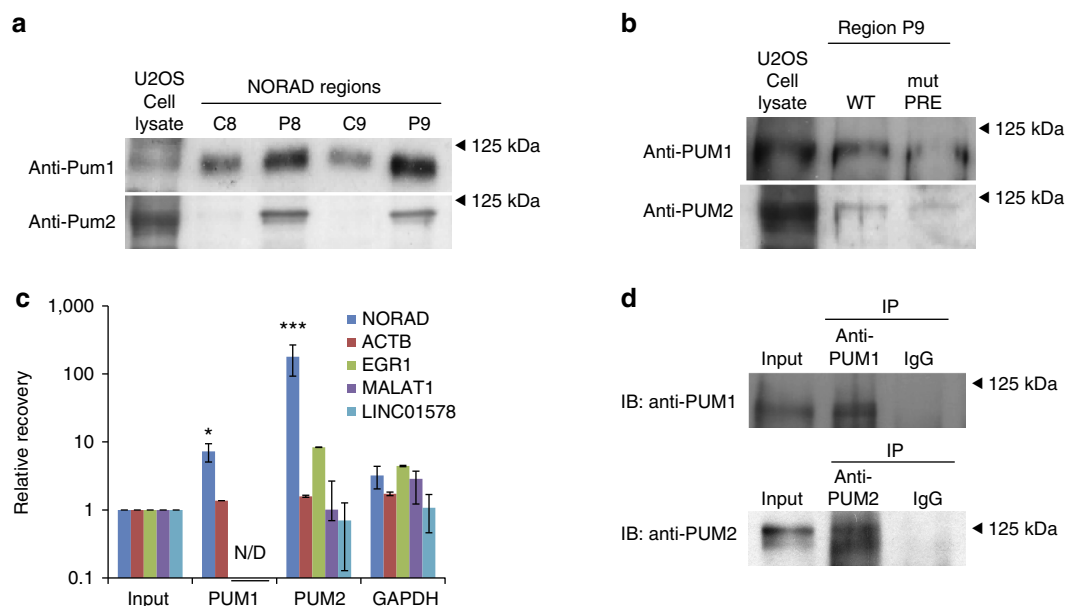 a
U2OS
Cell
lysate
NORAD regions
C8 P8 C9 P9
Anti-Pum1
◄ 125 kDa
Anti-Pum2
◄ 125 kDa
b
Region P9
U2OS
Cell
lysate
WT
mut
PRE
Anti-PUM1
◄ 125 kDa
Anti-PUM2
◄ 125 kDa
c
Relative recovery
1,000
100
10
1
0.1
*
***
N/D
NORAD
ACTB
EGR1
MALAT1
LINC01578
Input PUM1 PUM2 GAPDH
d
IP
Input
Anti-
PUM1
IgG
IB: anti-PUM1
◄ 125 kDa
IP
Input
Anti-
PUM2
IgG
IB: anti-PUM2
◄ 125 kDa